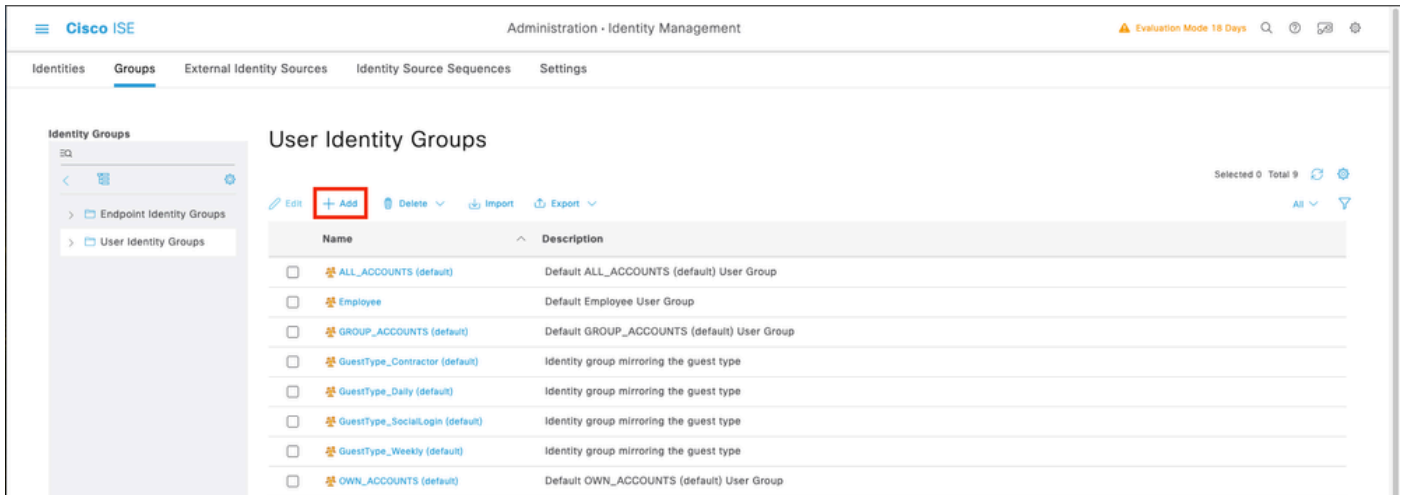 Cisco ISE
Administration · Identity Management
Evaluation Mode 18 Days
Identities Groups External Identity Sources Identity Source Sequences Settings
Identity Groups
Endpoint Identity Groups
User Identity Groups
User Identity Groups
Selected 0 Total 9
Edit Add Delete Import Export All
Name Description
ALL_ACCOUNTS (default) Default ALL_ACCOUNTS (default) User Group
Employee Default Employee User Group
GROUP_ACCOUNTS (default) Default GROUP_ACCOUNTS (default) User Group
GuestType_Contractor (default) Identity group mirroring the guest type
GuestType_Daily (default) Identity group mirroring the guest type
GuestType_SocialLogin (default) Identity group mirroring the guest type
GuestType_Weekly (default) Identity group mirroring the guest type
OWN_ACCOUNTS (default) Default OWN_ACCOUNTS (default) User Group